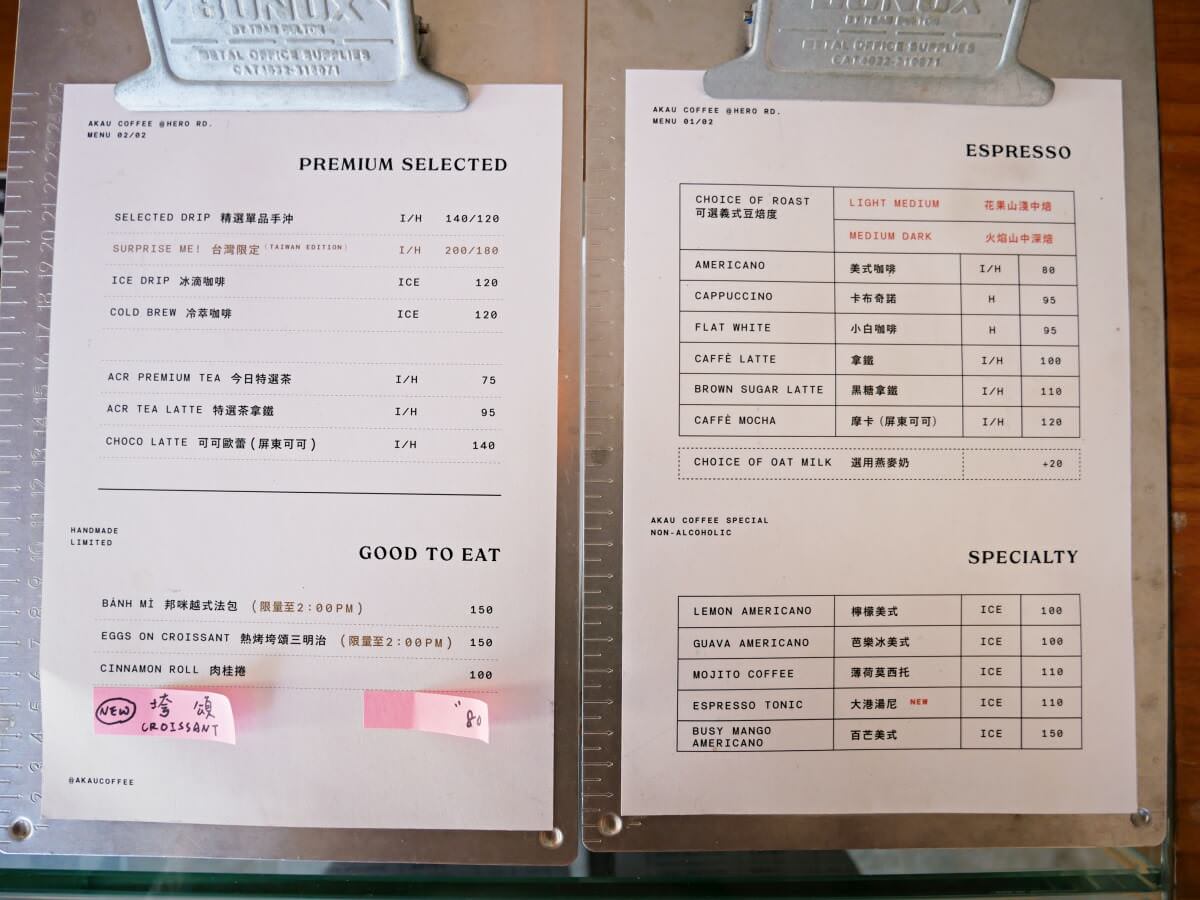 BY TEAM PULTON
METAL OFFICE SUPPLIES
AKAU COFFEE @HERO RD.
MENU 02/02
PREMIUM SELECTED
SELECTED DRIP 精選單品手沖 I/H 140/120
SURPRISE ME! 台灣限定 (TAIWAN EDITION) I/H 200/180
ICE DRIP 冰滴咖啡 ICE 120
COLD BREW 冷萃咖啡 ICE 120
ACR PREMIUM TEA 今日特選茶 I/H 75
ACR TEA LATTE 特選茶拿鐵 I/H 95
CHOCO LATTE 可可歐蕾(屏東可可) I/H 140
HANDMADE
LIMITED
GOOD TO EAT
BÁNH MÌ 邦咪越式法包 (限量至2:00PM) 150
EGGS ON CROISSANT 熱烤垮頌三明治 (限量至2:00PM) 150
CINNAMON ROLL 肉桂捲 100
NEW 垮頌 80
CROISSANT
@AKAUCOFFEE
METAL OFFICE SUPPLIES
AKAU COFFEE @HERO RD.
MENU 01/02
ESPRESSO
CHOICE OF ROAST LIGHT MEDIUM 花果山淺中焙
可選義式豆焙度
MEDIUM DARK 火焰山中深焙
AMERICANO 美式咖啡 I/H 80
CAPPUCCINO 卡布奇諾 H 95
FLAT WHITE 小白咖啡 H 95
CAFFÈ LATTE 拿鐵 I/H 100
BROWN SUGAR LATTE 黑糖拿鐵 I/H 110
CAFFÈ MOCHA 摩卡(屏東可可) I/H 120
CHOICE OF OAT MILK 選用燕麥奶 +20
AKAU COFFEE SPECIAL
NON-ALCOHOLIC
SPECIALTY
LEMON AMERICANO 檸檬美式 ICE 100
GUAVA AMERICANO 芭樂冰美式 ICE 100
MOJITO COFFEE 薄荷莫西托 ICE 110
ESPRESSO TONIC 大港湯尼 NEW ICE 110
BUSY MANGO
AMERICANO 百芒美式 ICE 150